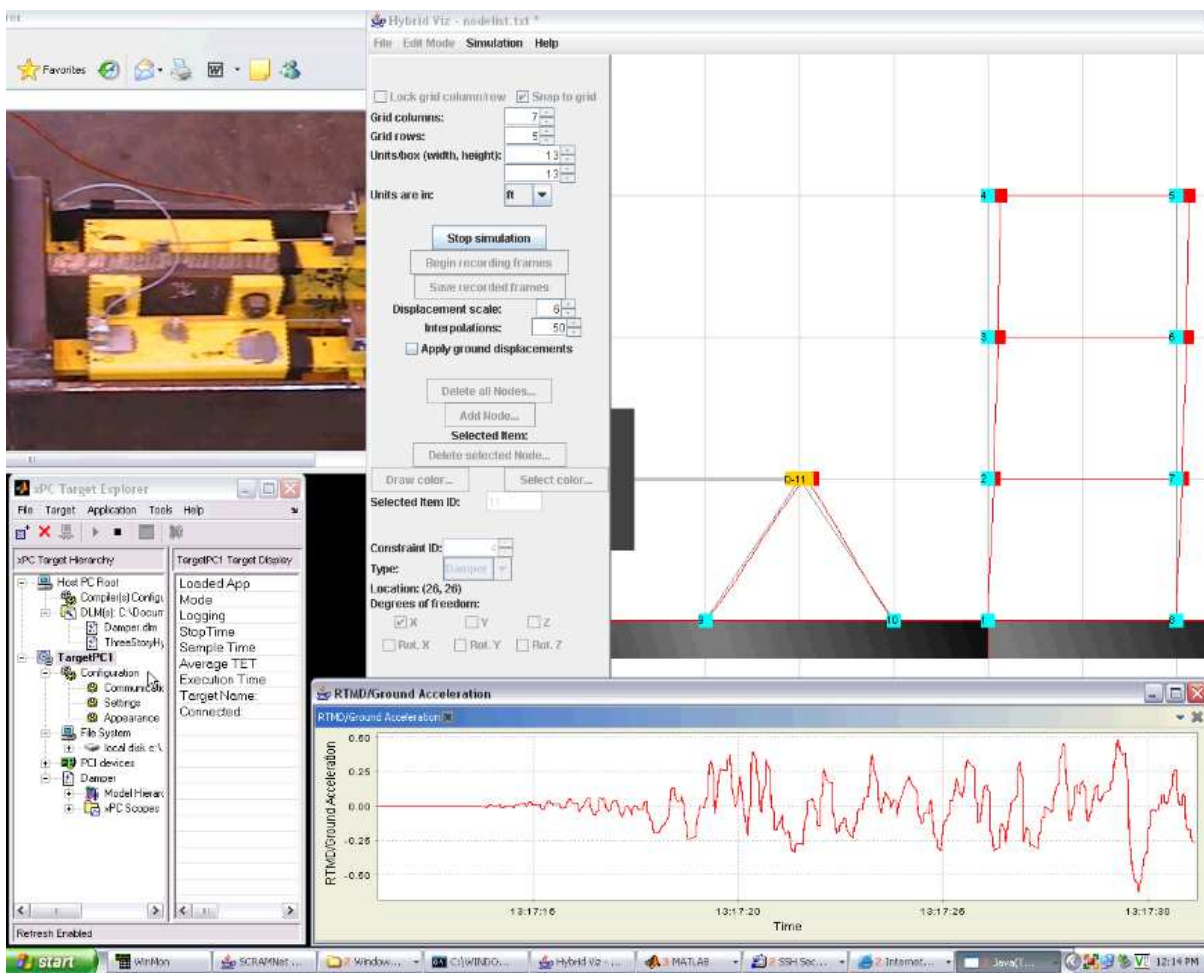 Hybrid Viz - nodelist.txt *
File Edit Mode Simulation Help
Favorites
Lock grid column/row Snap to grid
Grid columns: 7
Grid rows: 5
Units/box (width, height): 13
13
Units are in: ft
Stop simulation
Begin recording frames
Save recorded frames
Displacement scale: 6
Interpolations: 50
Apply ground displacements
Delete all Nodes...
Add Node...
Selected Item:
Delete selected Node...
Draw color... Select color...
Selected Item ID: 11
Constraint ID: 4
Type: Damper
Location: (26, 26)
Degrees of freedom:
X Y Z
Rot. X Rot. Y Rot. Z
4 5
3 6
D-11 2 7
9 10 1 8
xPC Target Explorer
File Target Application Tools Help
xPC Target Hierarchy
Host PC Root
Compiler(s) Configu
DLM(s): C:\Docum
Damper.dlm
ThreeStoryHy
TargetPC1
Configuration
Communicatic
Settings
Appearance
File System
local disk c:\
PCI devices
Damper
Model Hierarc
xPC Scopes
TargetPC1 Target Display
Loaded App
Mode
Logging
StopTime
Sample Time
Average TET
Execution Time
Target Name:
Connected:
Refresh Enabled
RTMD/Ground Acceleration
RTMD/Ground Acceleration
RTMD/Ground Acceleration
0.50
0.25
0.00
-0.25
-0.50
13:17:20 13:17:30
Time
start WinMon SCRAMNet ... 2 Window... C:\WINDO... Hybrid Viz - ... 3 MATLAB 2 SSH Sec... 2 Internet... Java(T... 12:14 PM